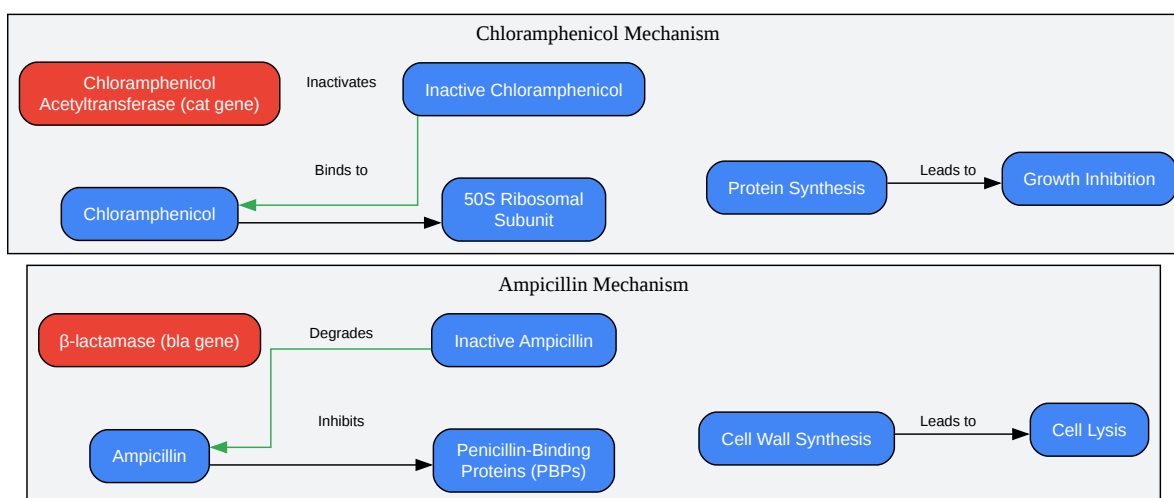 Chloramphenicol Mechanism
Chloramphenicol
Acetyltransferase (cat gene)
Inactivates
Inactive Chloramphenicol
Binds to
Chloramphenicol
50S Ribosomal
Subunit
Protein Synthesis
Leads to
Growth Inhibition
Ampicillin Mechanism
β-lactamase (bla gene)
Degrades
Inactive Ampicillin
Inhibits
Ampicillin
Penicillin-Binding
Proteins (PBPs)
Cell Wall Synthesis
Leads to
Cell Lysis